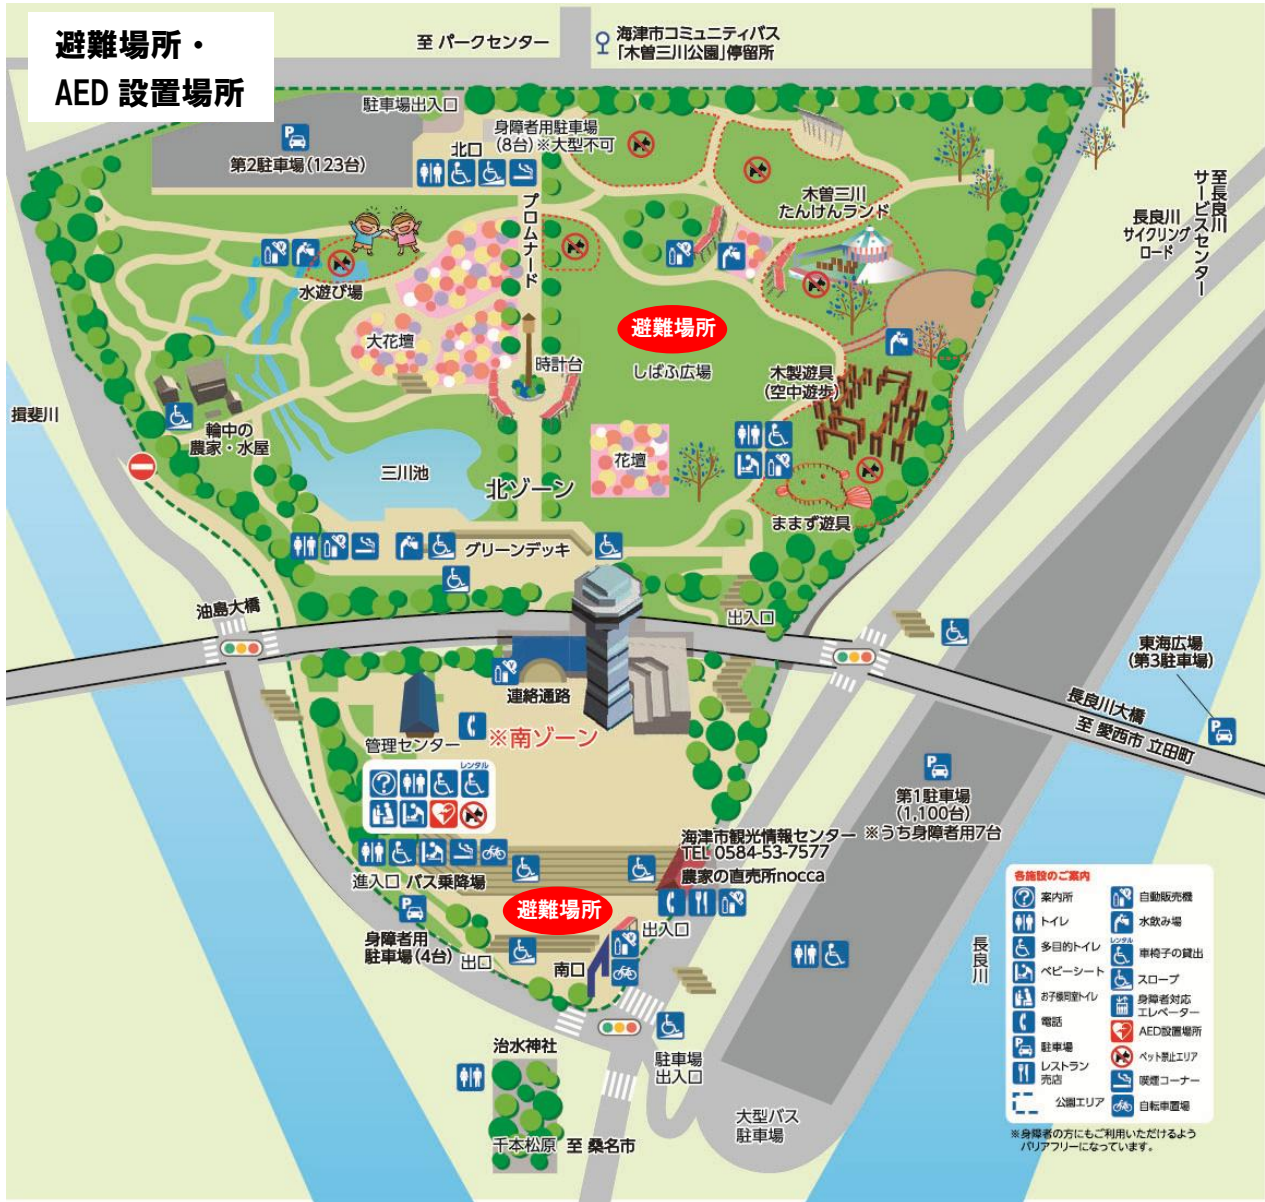 避難場所・
AED 設置場所
至 パークセンター
海津市コミュニティバス
「木曽三川公園」停留所
駐車場出入口
第2駐車場(123台)
北口
身障者用駐車場
(8台)※大型不可
プロムナード
木曽三川
たんけんランド
至長良川
サービスセンター
長良川
サイクリング
ロード
水遊び場
大花壇
時計台
避難場所
しばふ広場
木製遊具
(空中遊歩)
揖斐川
輪中の
農家・水屋
三川池
北ゾーン
花壇
ままず遊具
グリーンデッキ
油島大橋
出入口
東海広場
(第3駐車場)
連絡通路
長良川大橋
至 愛西市 立田町
管理センター
※南ゾーン
レンタル
第1駐車場
(1,100台)
※うち身障者用7台
海津市観光情報センター
TEL 0584-53-7577
農家の直売所nocca
進入口 バス乗降場
避難場所
身障者用
駐車場(4台)
出口
南口
出入口
長良川
治水神社
駐車場
出入口
大型バス
駐車場
千本松原
至 桑名市
各施設のご案内
案内所
トイレ
多目的トイレ
ベビーシート
お子様同室トイレ
電話
駐車場
レストラン
売店
公園エリア
自動販売機
水飲み場
レンタル
車椅子の貸出
スロープ
身障者対応
エレベーター
AED設置場所
ペット禁止エリア
喫煙コーナー
自転車置場
※身障者の方にもご利用いただけるよう
バリアフリーになっています。